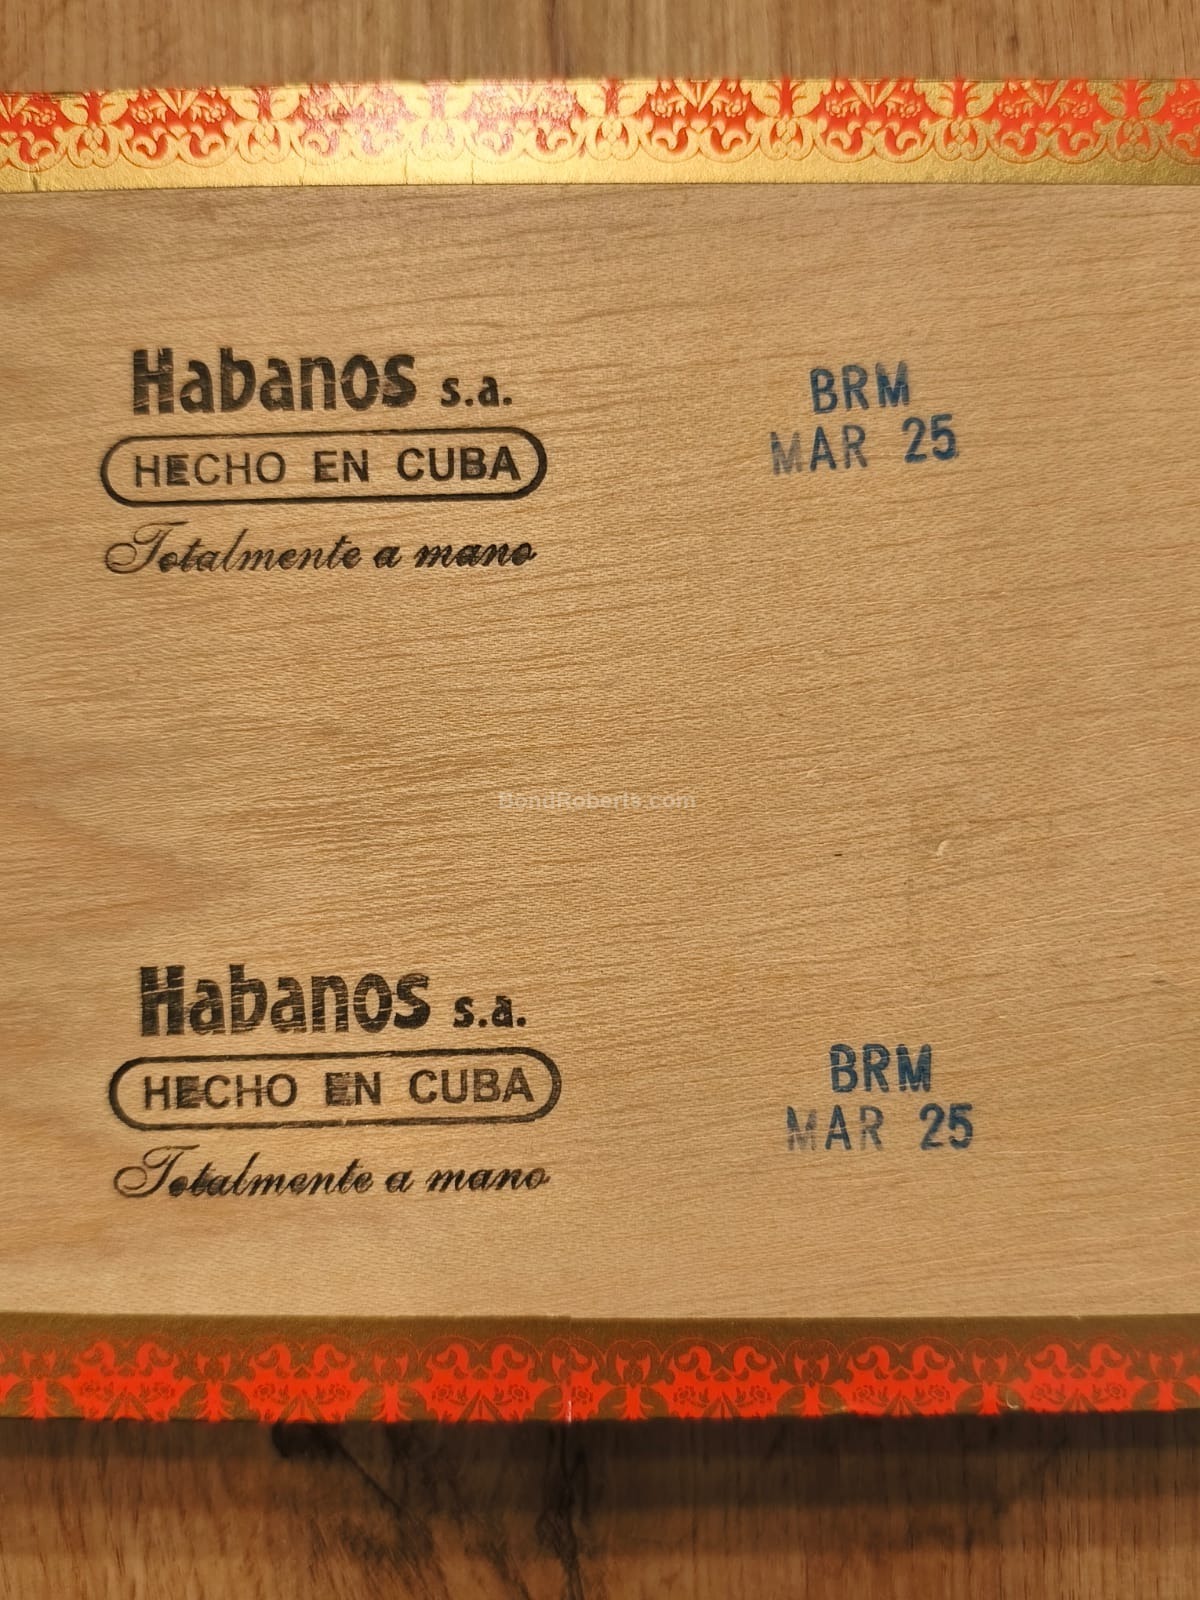 Habanos s.a.
HECHO EN CUBA
Totalmente a mano
BRM
MAR 25
BondRoberts.com
Habanos s.a.
HECHO EN CUBA
Totalmente a mano
BRM
MAR 25